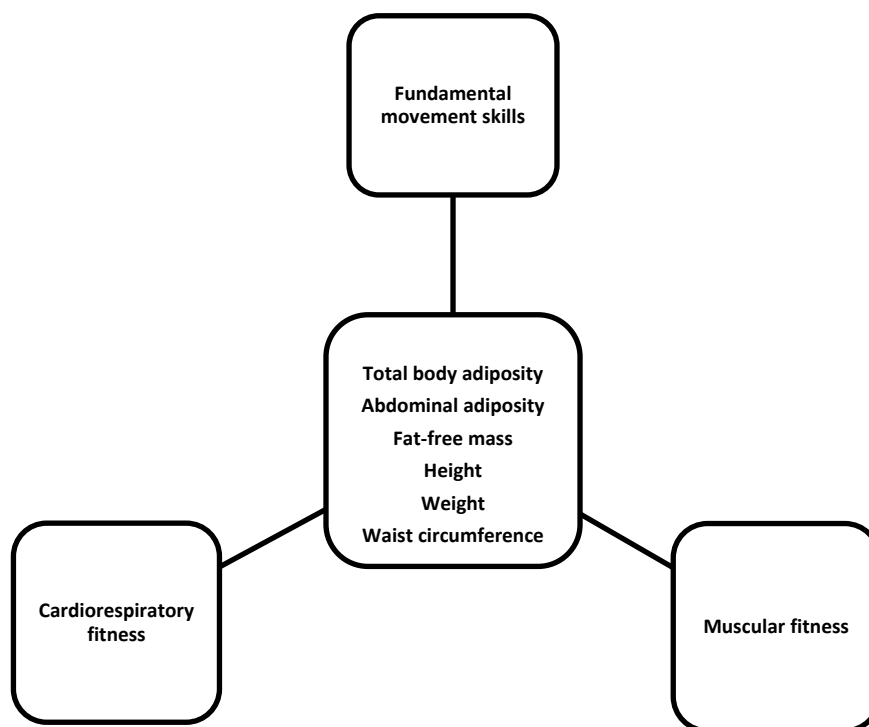 Fundamental
movement skills
Total body adiposity
Abdominal adiposity
Fat-free mass
Height
Weight
Waist circumference
Cardiorespiratory
fitness
Muscular fitness